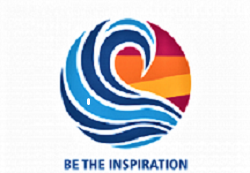 BE THE INSPIRATION